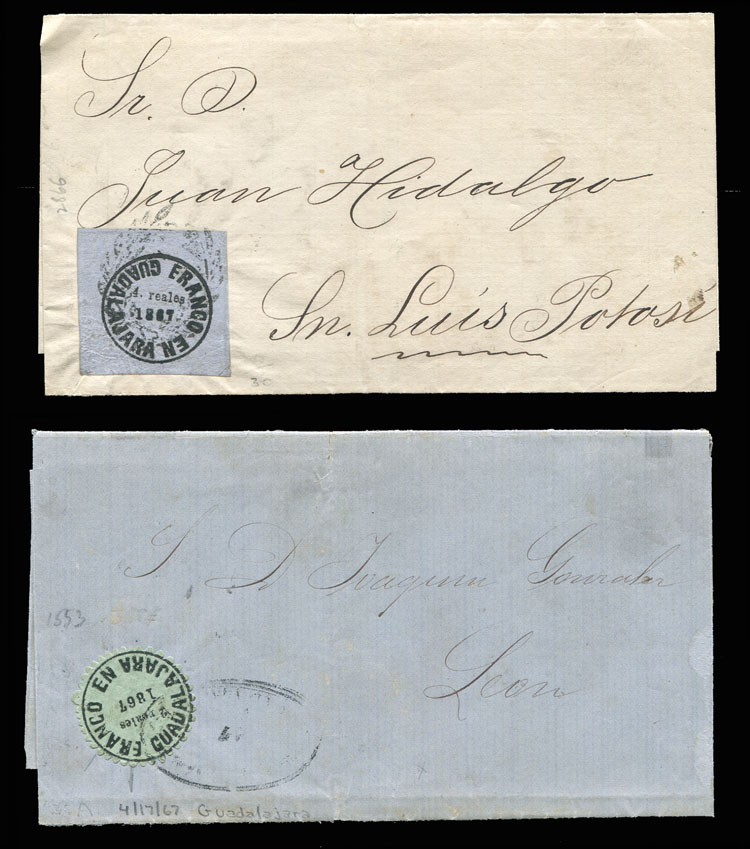 Sr. D.
Juan Hidalgo
Sn. Luis Potosí
2866
FRANCO EN GUADALAJARA
4. reales
1867.
30
S D Joaquin Gonzalez
Leon
1553
FRANCO EN GUADALAJARA
2 reales
1867
4/17/67 Guadalajara